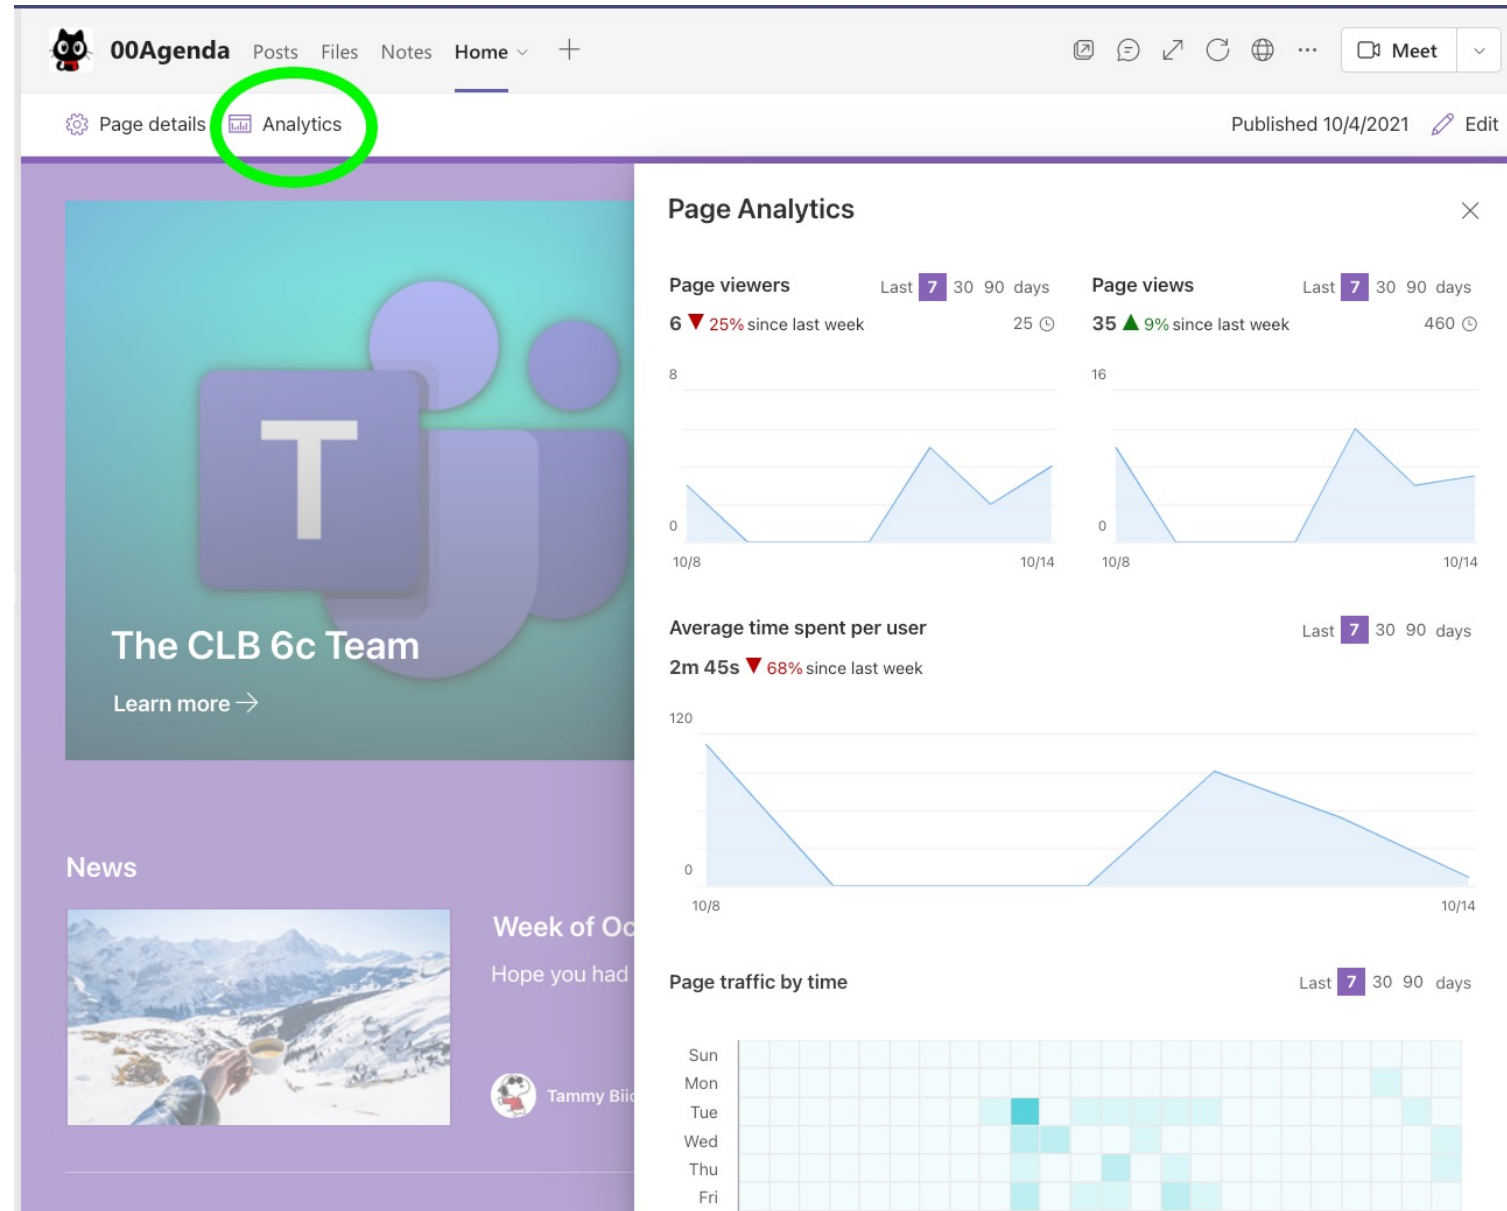 00Agenda Posts Files Notes Home Meet
Page details Analytics Published 10/4/2021 Edit
Page Analytics
Page viewers Last 7 30 90 days
6 25% since last week 25
8
0
10/8 10/14
Page views Last 7 30 90 days
35 9% since last week 460
16
0
10/8 10/14
Average time spent per user Last 7 30 90 days
2m 45s 68% since last week
120
0
10/8 10/14
Page traffic by time Last 7 30 90 days
Sun
Mon
Tue
Wed
Thu
Fri
T
The CLB 6c Team
Learn more
News
Week of Oc
Hope you had
Tammy